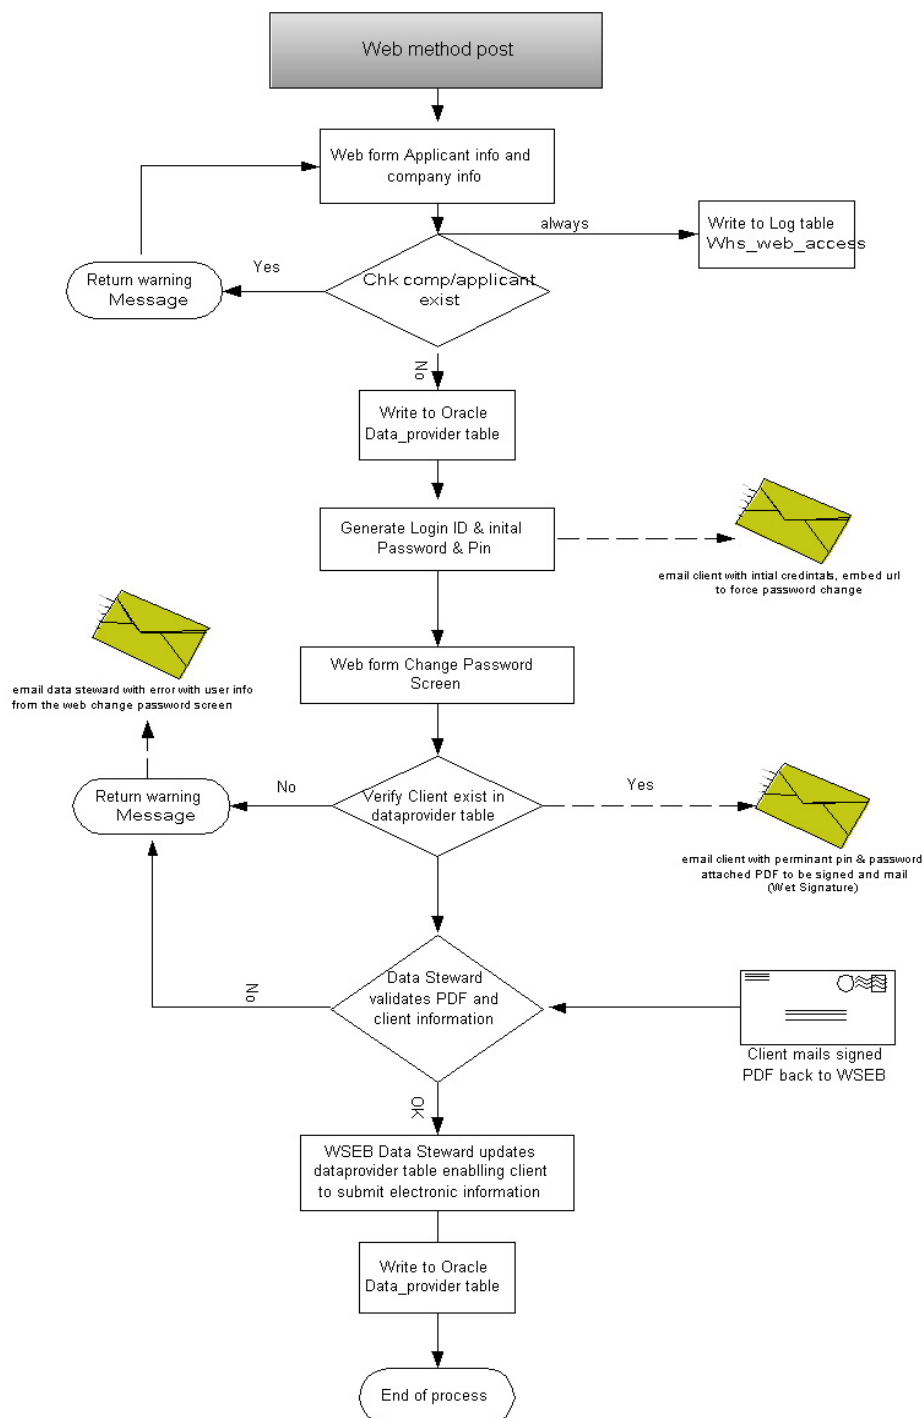 Web method post
Web form Applicant info and
company info
always
Write to Log table
Whs_web_access
Return warning
Message
Yes
Chk comp/applicant
exist
No
Write to Oracle
Data_provider table
Generate Login ID & inital
Password & Pin
email client with intial credintals, embed url
to force password change
Web form Change Password
Screen
email data steward with error with user info
from the web change password screen
Return warning
Message
No
Verify Client exist in
dataprovider table
Yes
email client with perminant pin & password
attached PDF to be signed and mail
(Wet Signature)
Data Steward
validates PDF and
client information
No
Client mails signed
PDF back to WSEB
OK
WSEB Data Steward updates
dataprovider table enablling client
to submit electronic information
Write to Oracle
Data_provider table
End of process